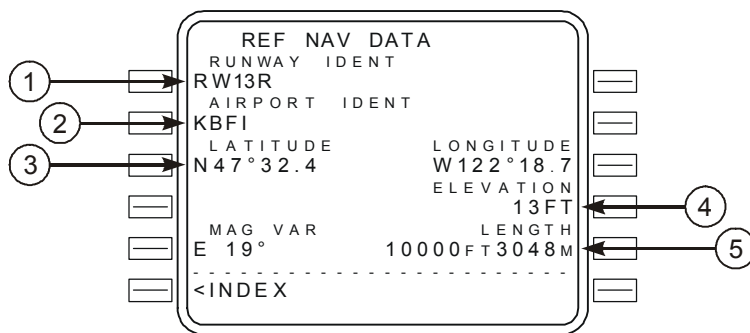 REF NAV DATA
RUNWAY IDENT
1
RW13R
AIRPORT IDENT
2
KBFI
LATITUDE LONGITUDE
3
N47°32.4 W122°18.7
ELEVATION
13FT
4
MAG VAR LENGTH
E 19° 10000FT3048M
5
- - - - - - - - - - - - - - - - - - - - - - - -
<INDEX